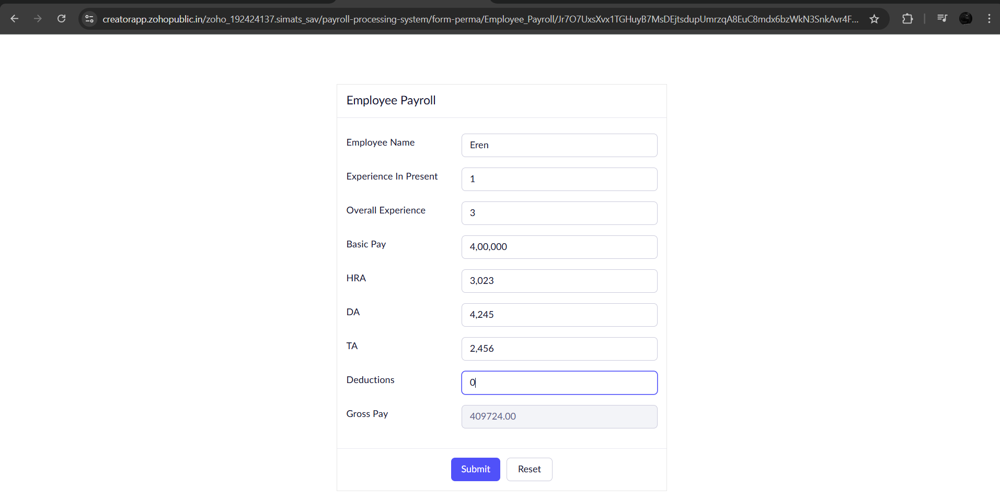 creatorapp.zohopublic.in/zoho_192424137.simats_sav/payroll-processing-system/form-perma/Employee_Payroll/Jr7O7UxsXvx1TGHuyB7MsDEjtsdupUmrzqA8EuC8mdx6bzWkN3SnkAvr4F...
Employee Payroll
Employee Name Eren
Experience In Present 1
Overall Experience 3
Basic Pay 4,00,000
HRA 3,023
DA 4,245
TA 2,456
Deductions 0
Gross Pay 409724.00
Submit Reset